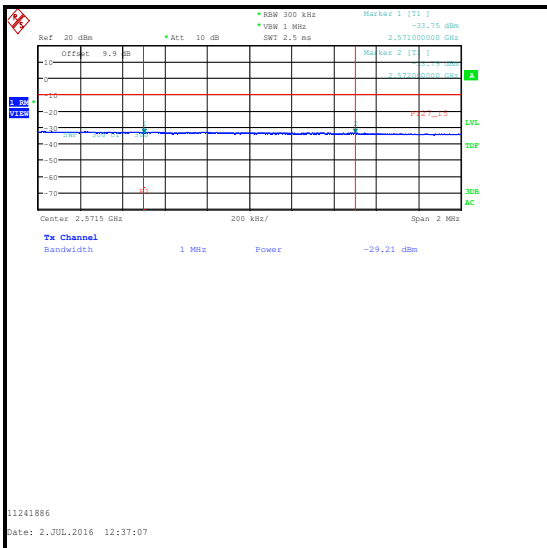 * RBW 300 kHz Marker 1 [T1 ]
* VBW 1 MHz -33.75 dBm
Ref 20 dBm * Att 10 dB SWT 2.5 ms 2.571000000 GHz
Offset 9.9 dB Marker 2 [T1 ]
10
2.572000000 GHz
0
A
-10
1 RM *
VIEW
-20
LVL
-30
1
2
TDF
-40
-50
-60
-70
3DB
AC
Center 2.5715 GHz 200 kHz/ Span 2 MHz
Tx Channel
Bandwidth 1 MHz Power -29.21 dBm
11241886
Date: 2.JUL.2016 12:37:07